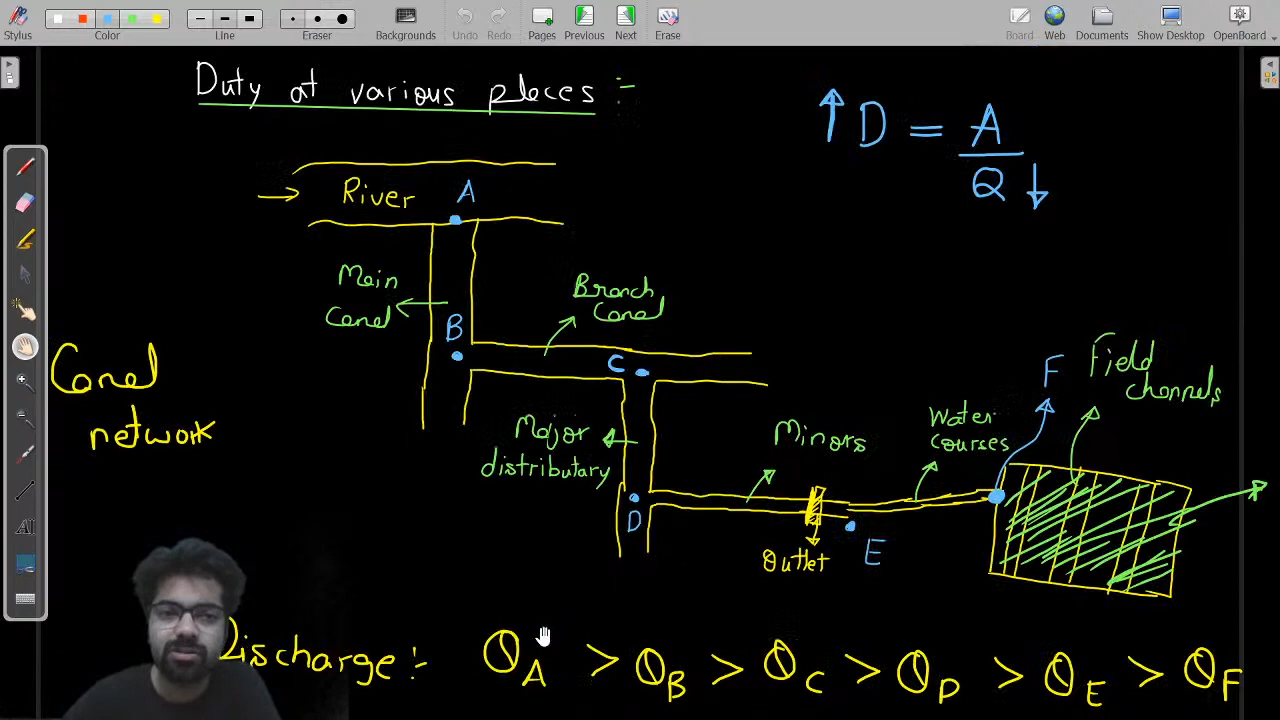 Stylus
Color
Line
Eraser
Backgrounds
Undo
Redo
Pages
Previous
Next
Erase
Board
Web
Documents
Show Desktop
OpenBoard
Duty at various places :-
↑ D = A / Q ↓
→ River A
Main Canal
Branch Canal
B
C
Canal network
F
Field channels
Major distributary
Minors
Water courses
D
Outlet
E
Discharge :- Q_A > Q_B > Q_C > Q_D > Q_E > Q_F